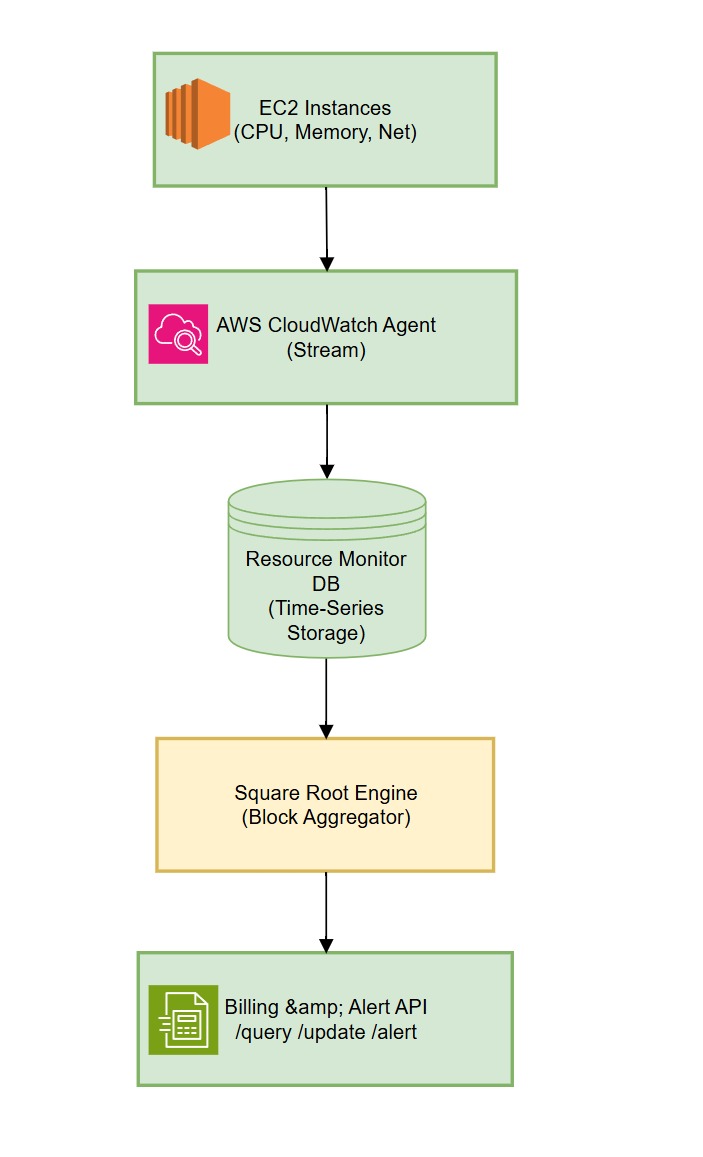 EC2 Instances
(CPU, Memory, Net)
AWS CloudWatch Agent
(Stream)
Resource Monitor
DB
(Time-Series
Storage)
Square Root Engine
(Block Aggregator)
Billing &amp; Alert API
/query /update /alert